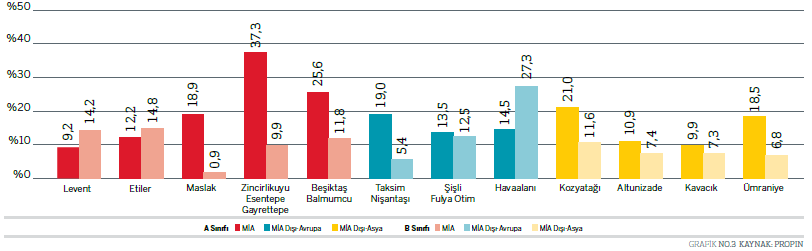 %50
%40
%30
%20
%10
%0
9,2
14,2
12,2
14,8
18,9
0,9
37,3
9,9
25,6
11,8
19,0
5,4
13,5
12,5
14,5
27,3
21,0
11,6
10,9
7,4
9,9
7,3
18,5
6,8
Levent
Etiler
Maslak
Zincirlikuyu
Esentepe
Gayrettepe
Beşiktaş
Balmumcu
Taksim
Nişantaşı
Şişli
Fulya Otim
Havaalanı
Kozyatağı
Altunizade
Kavacık
Ümraniye
A Sınıfı MİA MİA Dışı-Avrupa MİA Dışı-Asya B Sınıfı MİA MİA Dışı-Avrupa MİA Dışı-Asya
GRAFİK NO.3 KAYNAK: PROPIN